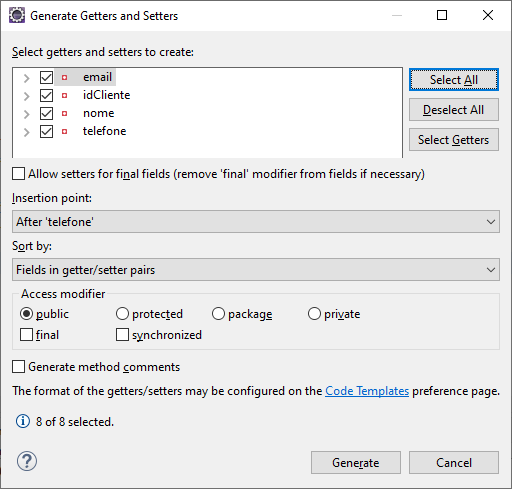 Generate Getters and Setters
Select getters and setters to create:
email
idCliente
nome
telefone
Select All
Deselect All
Select Getters
Allow setters for final fields (remove 'final' modifier from fields if necessary)
Insertion point:
After 'telefone'
Sort by:
Fields in getter/setter pairs
Access modifier
public protected package private
final synchronized
Generate method comments
The format of the getters/setters may be configured on the Code Templates preference page.
8 of 8 selected.
? Generate Cancel